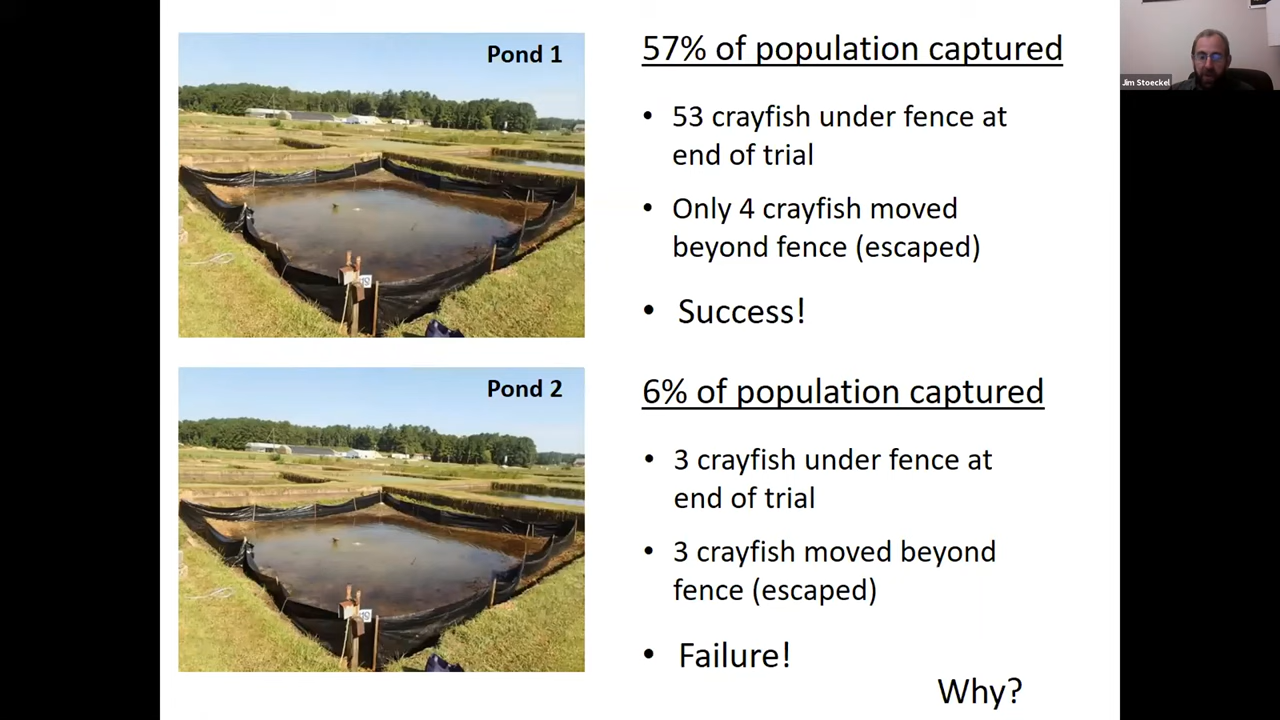 Pond 1
57% of population captured
• 53 crayfish under fence at
end of trial
• Only 4 crayfish moved
beyond fence (escaped)
• Success!
Pond 2
6% of population captured
• 3 crayfish under fence at
end of trial
• 3 crayfish moved beyond
fence (escaped)
• Failure!
Why?
Jim Stoeckel